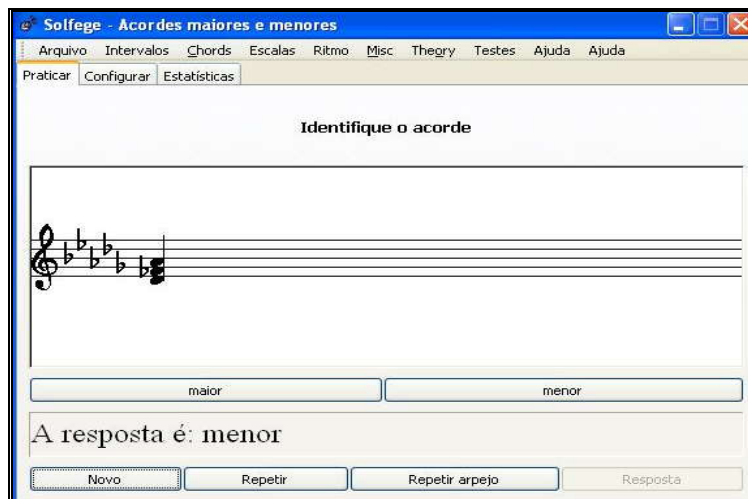 Solfege - Acordes maiores e menores
Arquivo Intervalos Chords Escalas Ritmo Misc Theory Testes Ajuda Ajuda
Praticar Configurar Estatísticas
Identifique o acorde
maior menor
A resposta é: menor
Novo Repetir Repetir arpejo Resposta